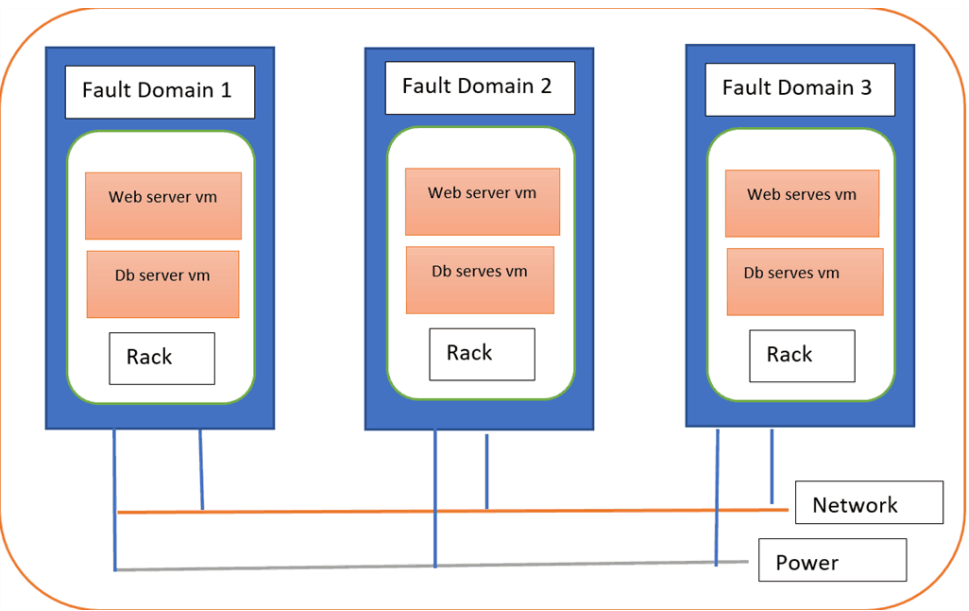 Fault Domain 1
Web server vm
Db server vm
Rack
Fault Domain 2
Web server vm
Db serves vm
Rack
Fault Domain 3
Web serves vm
Db serves vm
Rack
Network
Power